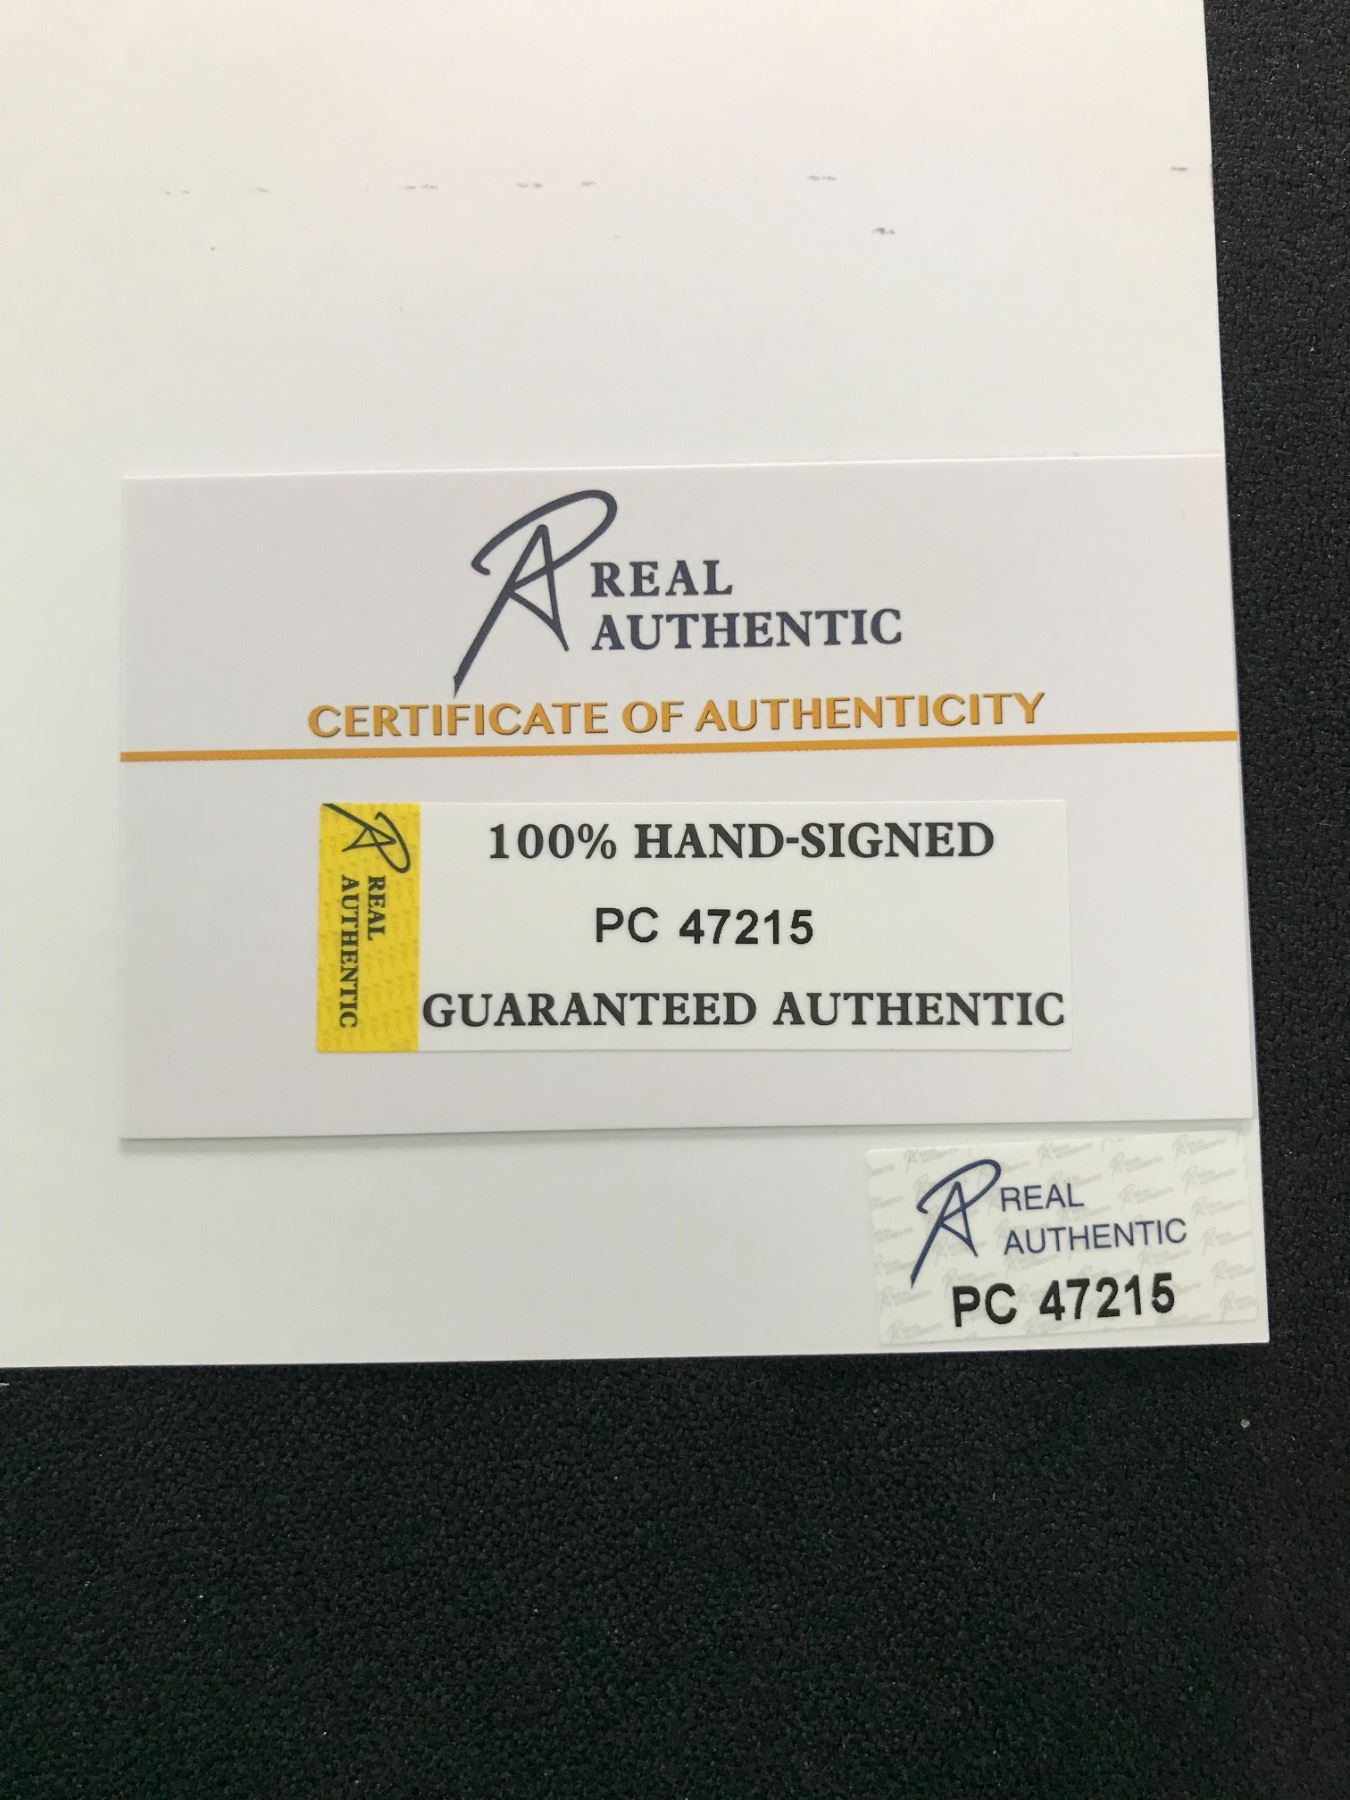 REAL
AUTHENTIC
CERTIFICATE OF AUTHENTICITY
REAL
AUTHENTIC
100% HAND-SIGNED
PC 47215
GUARANTEED AUTHENTIC
REAL
AUTHENTIC
PC 47215